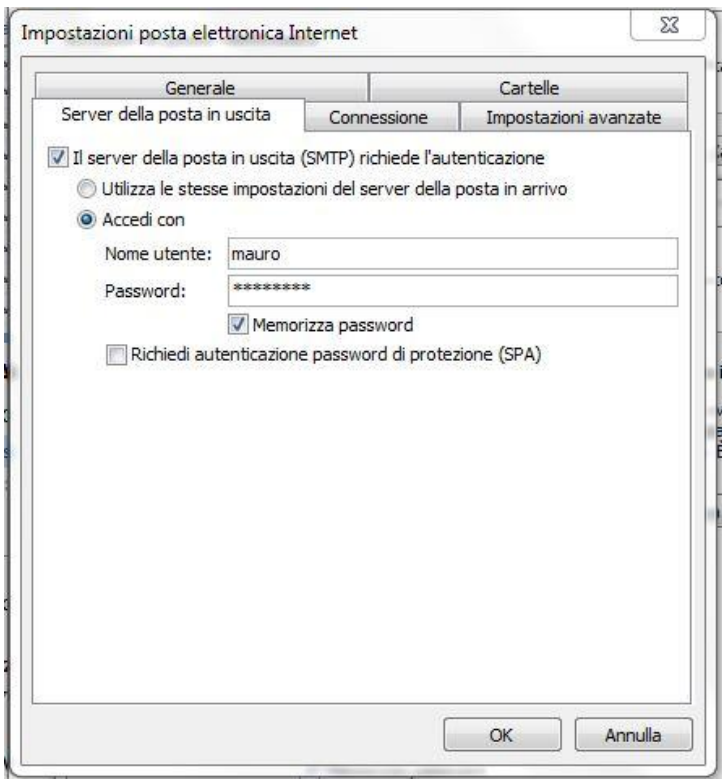 Impostazioni posta elettronica Internet
Generale Cartelle
Server della posta in uscita Connessione Impostazioni avanzate
Il server della posta in uscita (SMTP) richiede l'autenticazione
Utilizza le stesse impostazioni del server della posta in arrivo
Accedi con
Nome utente: mauro
Password: ********
Memorizza password
Richiedi autenticazione password di protezione (SPA)
OK Annulla